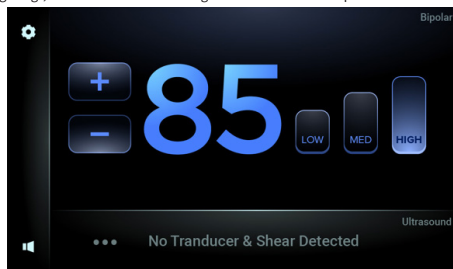 Bipolar
+
85
−
LOW
MED
HIGH
Ultrasound
No Tranducer & Shear Detected